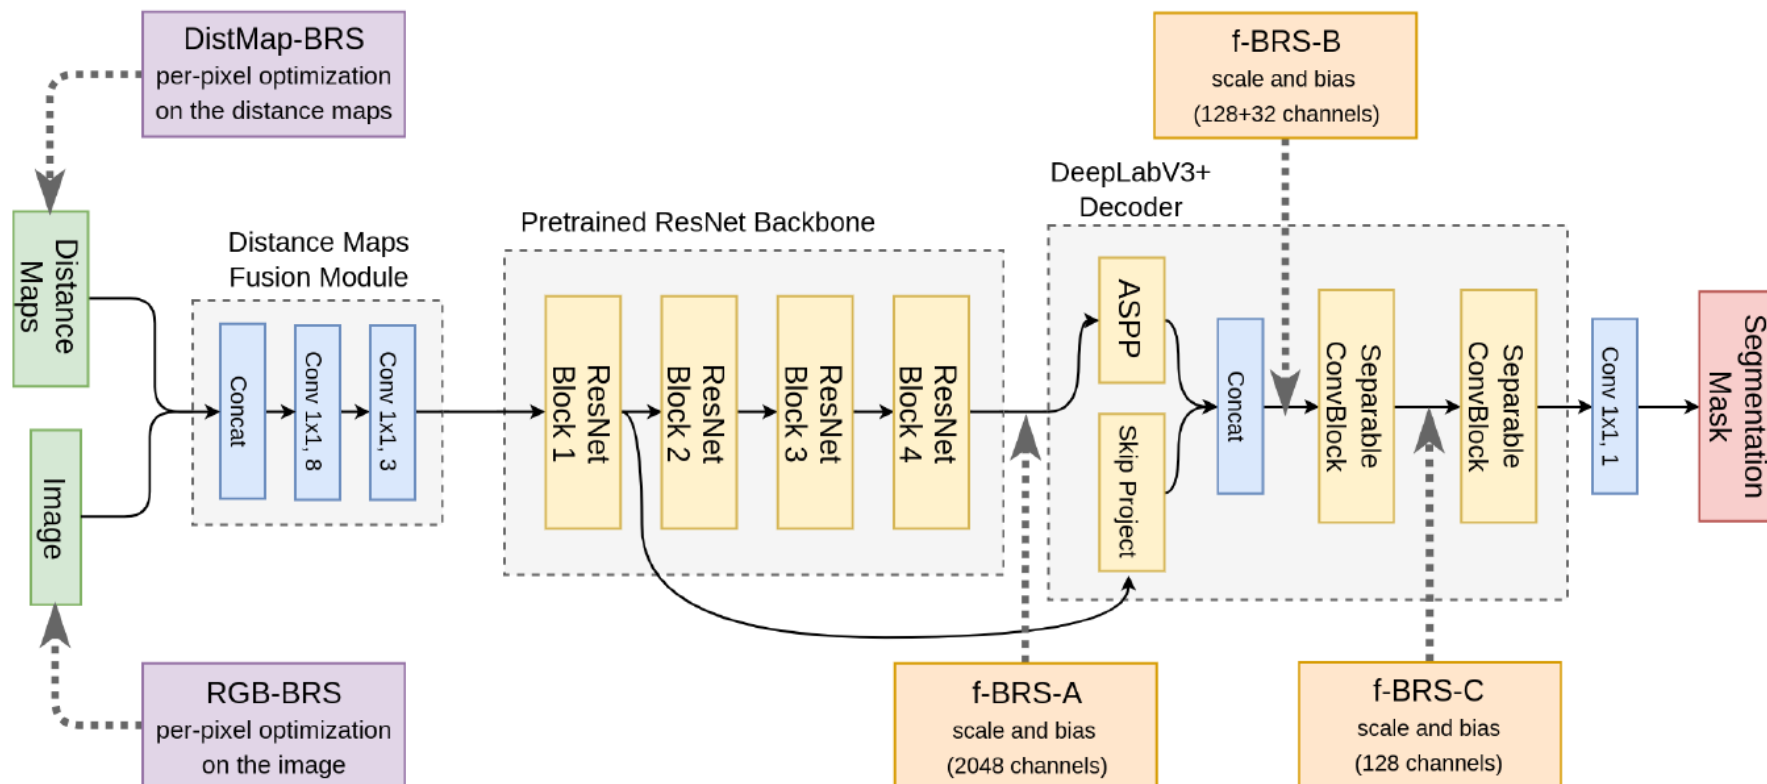 DistMap-BRS
per-pixel optimization
on the distance maps
f-BRS-B
scale and bias
(128+32 channels)
DeepLabV3+
Decoder
Pretrained ResNet Backbone
Distance Maps
Fusion Module
Distance
Maps
Image
Concat
Conv 1x1, 8
Conv 1x1, 3
ResNet
Block 1
ResNet
Block 2
ResNet
Block 3
ResNet
Block 4
ASPP
Skip Project
Concat
Separable
ConvBlock
Separable
ConvBlock
Conv 1x1, 1
Segmentation
Mask
RGB-BRS
per-pixel optimization
on the image
f-BRS-A
scale and bias
(2048 channels)
f-BRS-C
scale and bias
(128 channels)